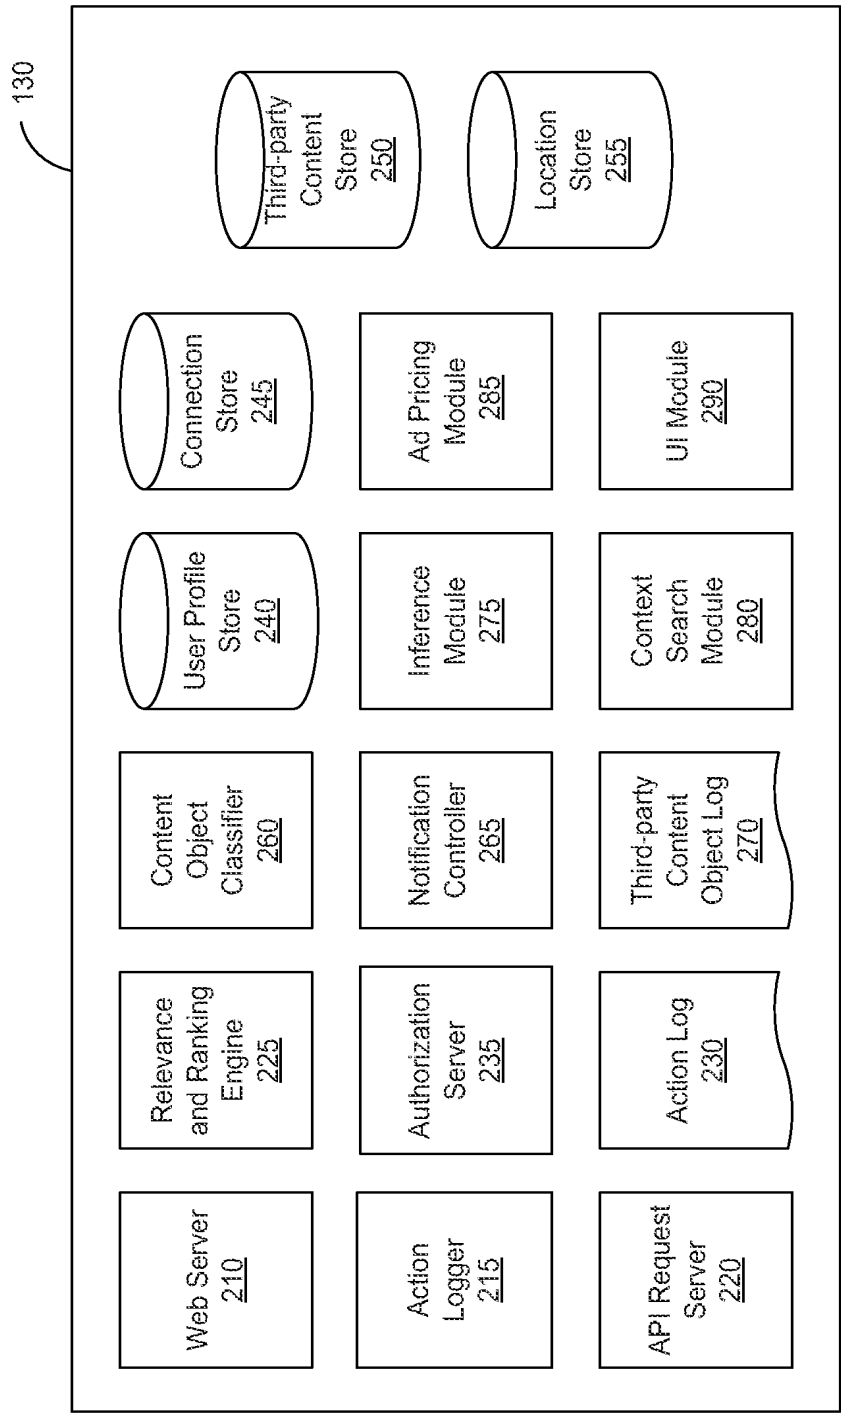 130
Web Server
210
Relevance
and Ranking
Engine
225
Content
Object
Classifier
260
User Profile
Store
240
Connection
Store
245
Third-party
Content
Store
250
Action
Logger
215
Authorization
Server
235
Notification
Controller
265
Inference
Module
275
Ad Pricing
Module
285
Location
Store
255
API Request
Server
220
Action Log
230
Third-party
Content
Object Log
270
Context
Search
Module
280
UI Module
290